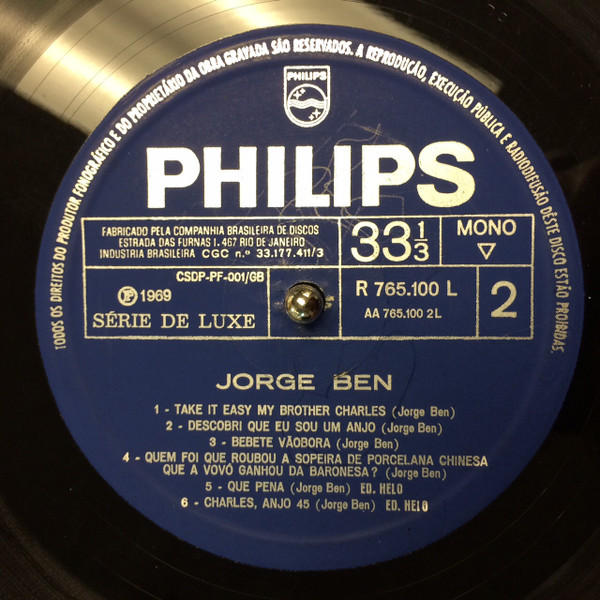 TODOS OS DIREITOS DO PRODUTOR FONOGRÁFICO E DO PROPRIETÁRIO DA OBRA GRAVADA SÃO RESERVADOS. A REPRODUÇÃO, EXECUÇÃO PÚBLICA E RADIODIFUSÃO DÊSTE DISCO ESTÃO PROIBIDAS.
PHILIPS
PHILIPS
FABRICADO PELA COMPANHIA BRASILEIRA DE DISCOS
ESTRADA DAS FURNAS 1.467 RIO DE JANEIRO
INDUSTRIA BRASILEIRA CGC n.º 33.177.411/3
33 1/3
MONO
CSDP-PF-001/GB
Ⓟ 1969
SÉRIE DE LUXE
R 765.100 L
AA 765.100 2L
2
JORGE BEN
1 - TAKE IT EASY MY BROTHER CHARLES (Jorge Ben)
2 - DESCOBRI QUE EU SOU UM ANJO (Jorge Ben)
3 - BEBETE VÃOBORA (Jorge Ben)
4 - QUEM FOI QUE ROUBOU A SOPEIRA DE PORCELANA CHINESA
QUE A VOVÓ GANHOU DA BARONESA? (Jorge Ben)
5 - QUE PENA (Jorge Ben) ED. HELO
6 - CHARLES, ANJO 45 (Jorge Ben) ED. HELO